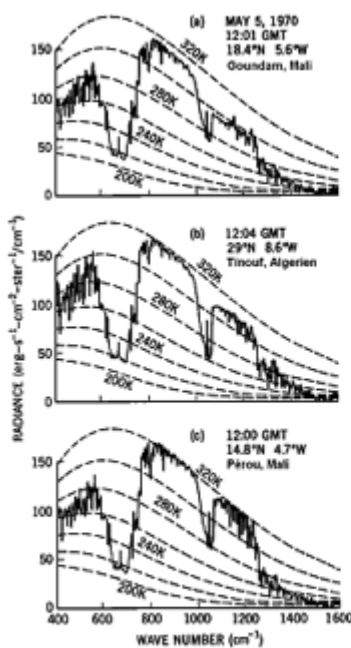 (a) MAY 5, 1970
12:01 GMT
18.4°N 5.6°W
Goundam, Mali
150
100
50
0
320K
280K
240K
200K
(b) 12:04 GMT
29°N 8.6°W
Tinouf, Algerien
150
100
50
0
320K
280K
240K
200K
RADIANCE (erg-s⁻¹-cm⁻²-ster⁻¹/cm⁻¹)
(c) 12:00 GMT
14.8°N 4.7°W
Pérou, Mali
150
100
50
0
320K
280K
240K
200K
400 600 800 1000 1200 1400 1600
WAVE NUMBER (cm⁻¹)